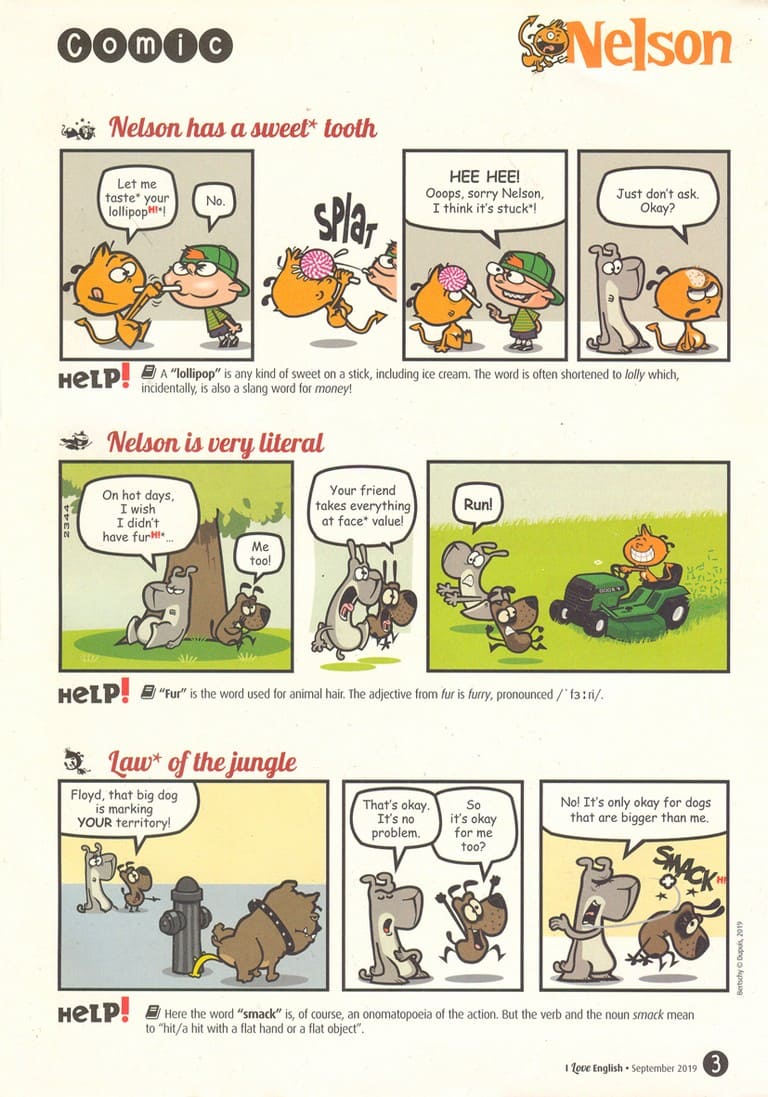 Comic
Nelson
Nelson has a sweet* tooth
Let me
taste* your
lollipopH!*!
No.
SPLAT
HEE HEE!
Ooops, sorry Nelson,
I think it's stuck*!
Just don't ask.
Okay?
HELP! A "lollipop" is any kind of sweet on a stick, including ice cream. The word is often shortened to lolly which,
incidentally, is also a slang word for money!
Nelson is very literal
2344
On hot days,
I wish
I didn't
have furH!*...
Me
too!
Your friend
takes everything
at face* value!
Run!
HELP! "Fur" is the word used for animal hair. The adjective from fur is furry, pronounced /ˈfɜːri/.
Law* of the jungle
Floyd, that big dog
is marking
YOUR territory!
That's okay.
It's no
problem.
So
it's okay
for me
too?
No! It's only okay for dogs
that are bigger than me.
SMACK H!
Bertschy © Dupuis, 2019
HELP! Here the word "smack" is, of course, an onomatopoeia of the action. But the verb and the noun smack mean
to "hit/a hit with a flat hand or a flat object".
I Love English • September 2019 3